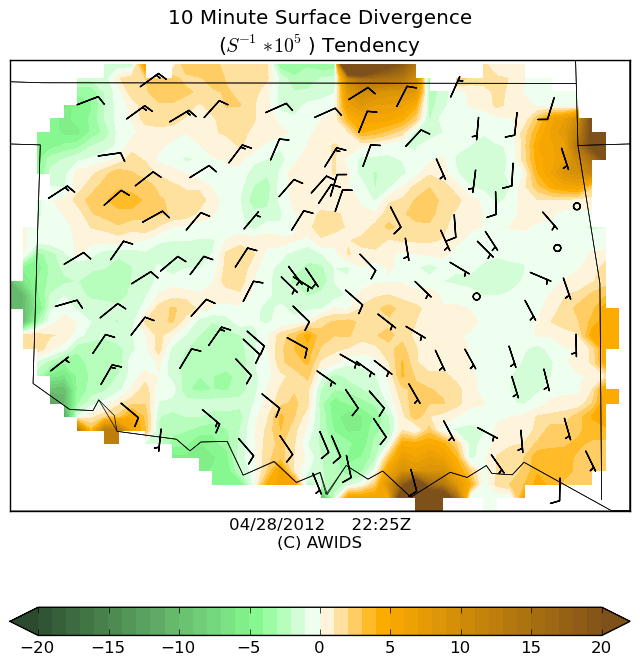 10 Minute Surface Divergence
(S⁻¹ * 10⁵ ) Tendency
04/28/2012 22:25Z
(C) AWIDS
−20 −15 −10 −5 0 5 10 15 20